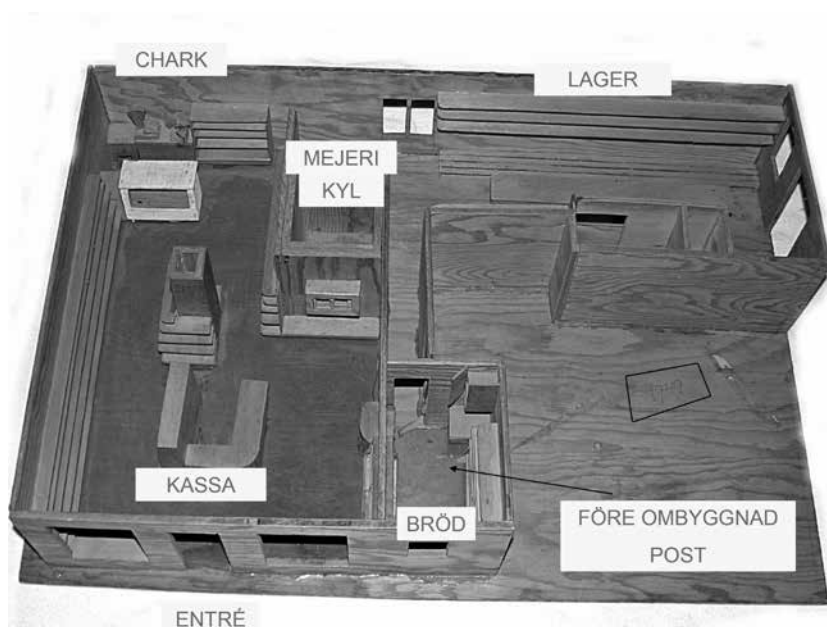 CHARK
LAGER
MEJERI
KYL
KASSA
BRÖD
FÖRE OMBYGGNAD
POST
ENTRÉ